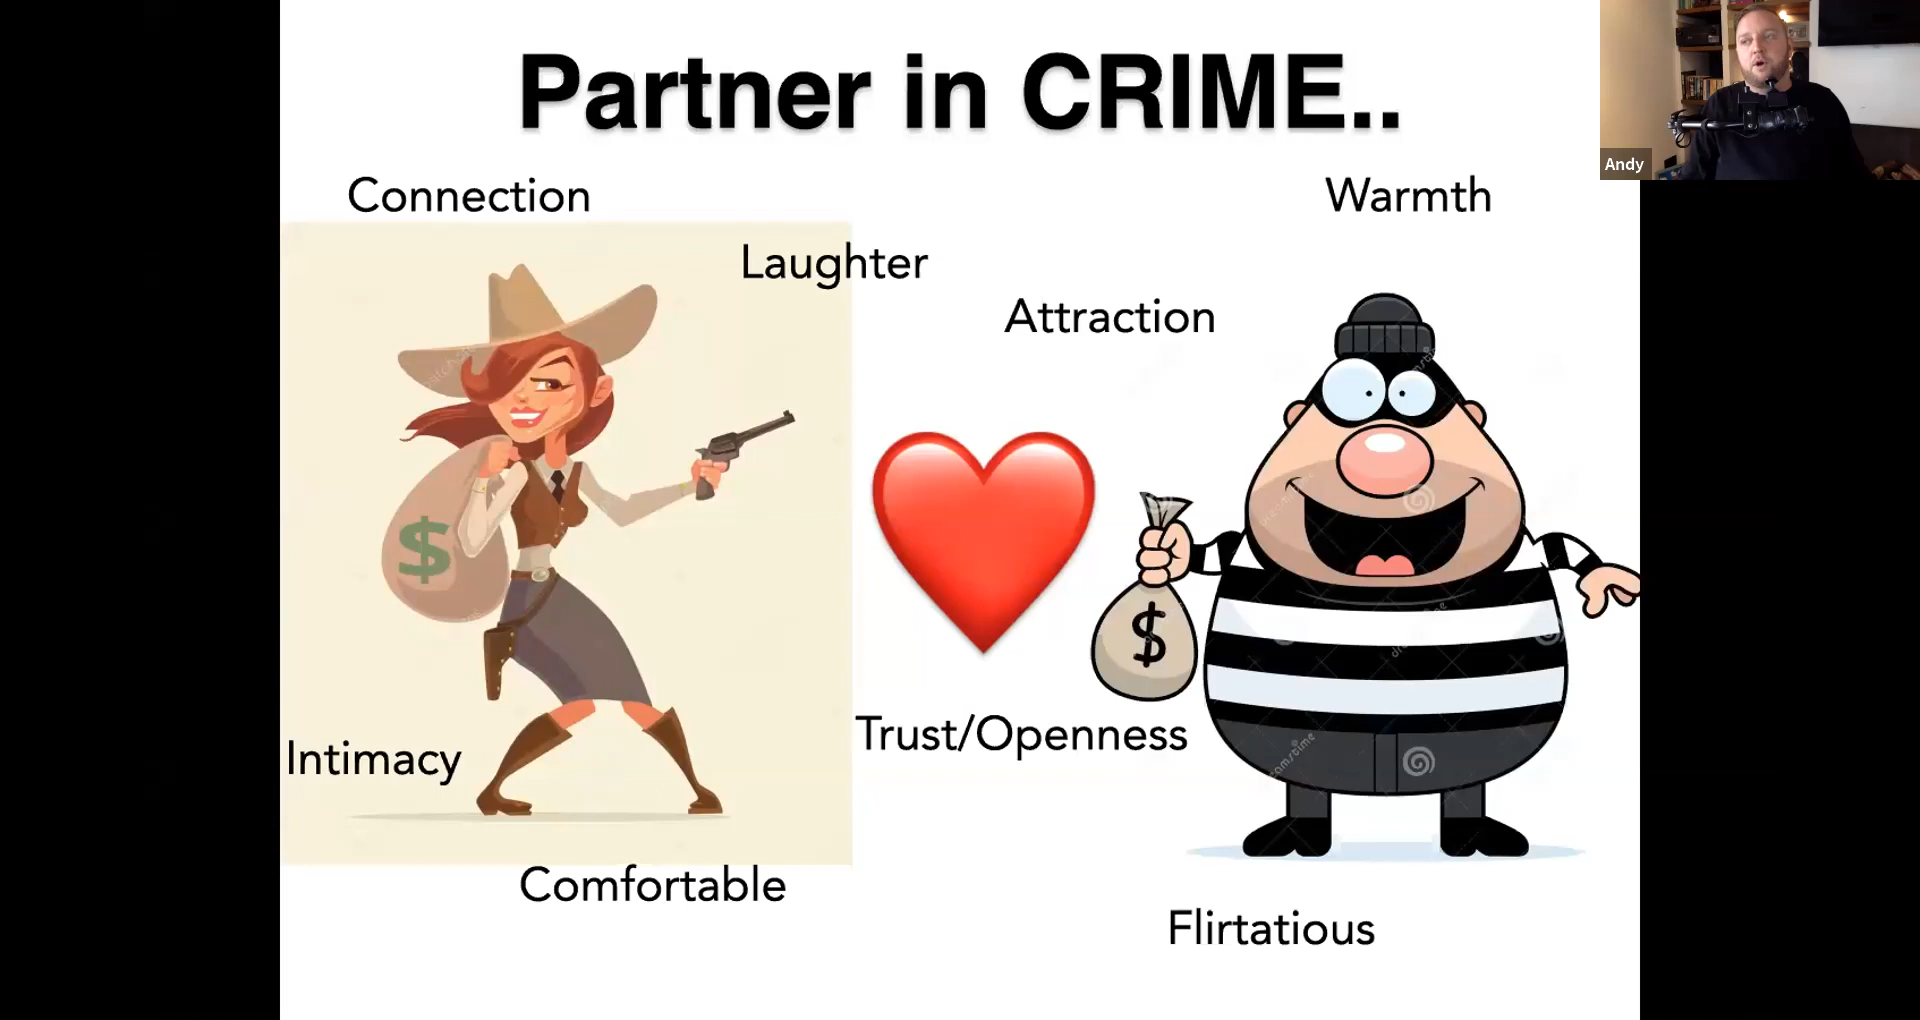 Partner in CRIME..
Andy
Connection
Warmth
Laughter
Attraction
$
$
Trust/Openness
Intimacy
Comfortable
Flirtatious